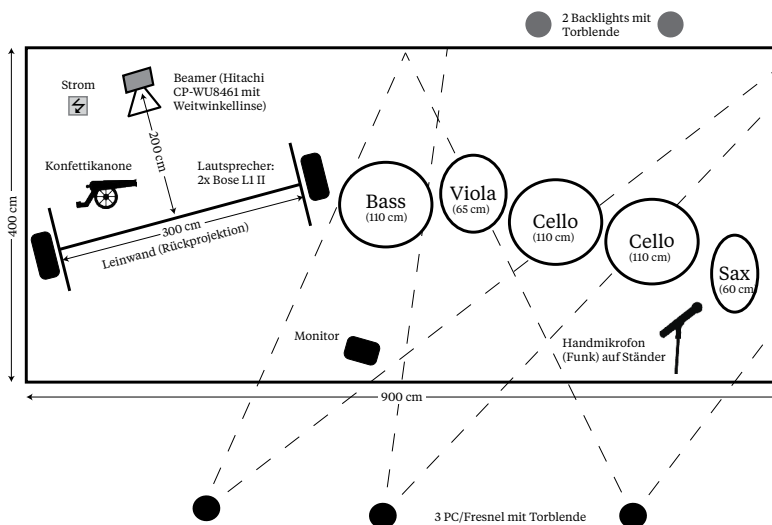 2 Backlights mit
Torblende
Strom
Beamer (Hitachi
CP-WU8461 mit
Weitwinkellinse)
200 cm
Konfettikanone
Lautsprecher:
2x Bose L1 II
300 cm
Leinwand (Rückprojektion)
400 cm
Bass
(110 cm)
Viola
(65 cm)
Cello
(110 cm)
Cello
(110 cm)
Sax
(60 cm
Monitor
Handmikrofon
(Funk) auf Ständer
900 cm
3 PC/Fresnel mit Torblende